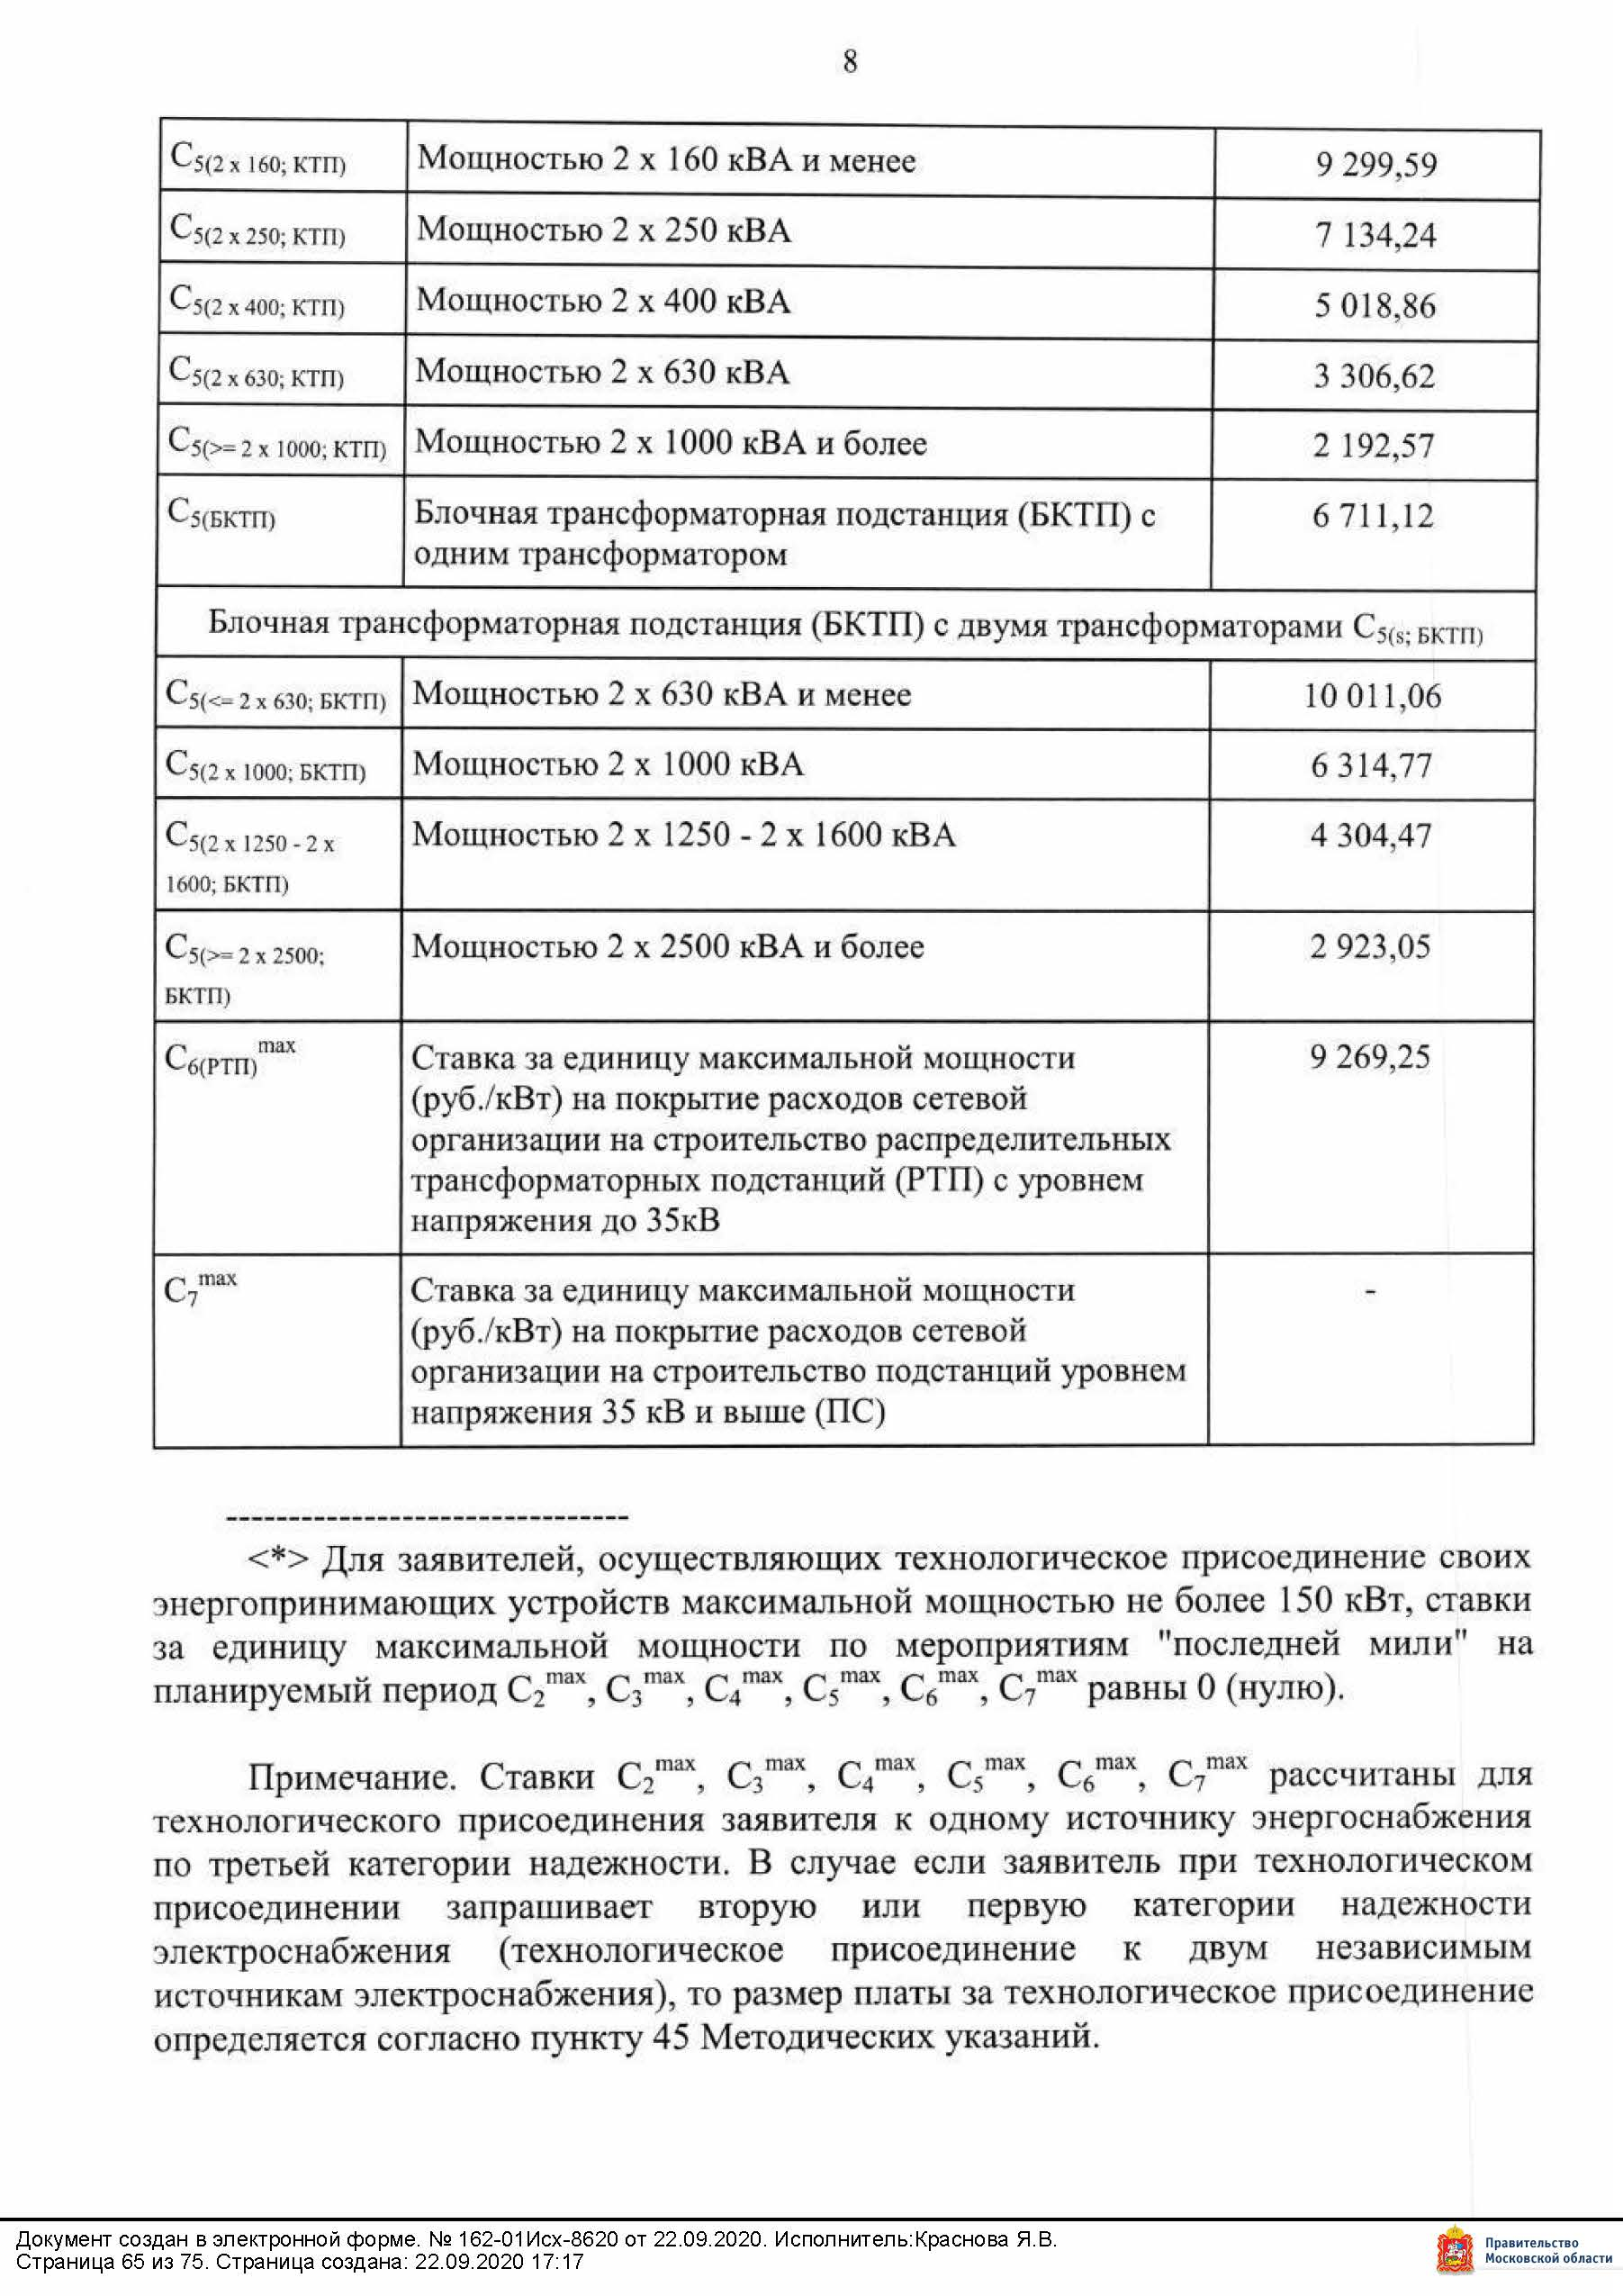 8
C5(2 x 160; КТП) Мощностью 2 x 160 кВА и менее 9 299,59
C5(2 x 250; КТП) Мощностью 2 x 250 кВА 7 134,24
C5(2 x 400; КТП) Мощностью 2 x 400 кВА 5 018,86
C5(2 x 630; КТП) Мощностью 2 x 630 кВА 3 306,62
C5(>= 2 x 1000; КТП) Мощностью 2 x 1000 кВА и более 2 192,57
C5(БКТП) Блочная трансформаторная подстанция (БКТП) с 6 711,12
одним трансформатором
Блочная трансформаторная подстанция (БКТП) с двумя трансформаторами C5(s; БКТП)
C5(<= 2 x 630; БКТП) Мощностью 2 x 630 кВА и менее 10 011,06
C5(2 x 1000; БКТП) Мощностью 2 x 1000 кВА 6 314,77
C5(2 x 1250 - 2 x Мощностью 2 x 1250 - 2 x 1600 кВА 4 304,47
1600; БКТП)
C5(>= 2 x 2500; Мощностью 2 x 2500 кВА и более 2 923,05
БКТП)
C6(РТП)max Ставка за единицу максимальной мощности 9 269,25
(руб./кВт) на покрытие расходов сетевой
организации на строительство распределительных
трансформаторных подстанций (РТП) с уровнем
напряжения до 35кВ
C7max Ставка за единицу максимальной мощности -
(руб./кВт) на покрытие расходов сетевой
организации на строительство подстанций уровнем
напряжения 35 кВ и выше (ПС)
--------------------------------
<*> Для заявителей, осуществляющих технологическое присоединение своих
энергопринимающих устройств максимальной мощностью не более 150 кВт, ставки
за единицу максимальной мощности по мероприятиям "последней мили" на
планируемый период C2max, C3max, C4max, C5max, C6max, C7max равны 0 (нулю).
Примечание. Ставки C2max, C3max, C4max, C5max, C6max, C7max рассчитаны для
технологического присоединения заявителя к одному источнику энергоснабжения
по третьей категории надежности. В случае если заявитель при технологическом
присоединении запрашивает вторую или первую категории надежности
электроснабжения (технологическое присоединение к двум независимым
источникам электроснабжения), то размер платы за технологическое присоединение
определяется согласно пункту 45 Методических указаний.
Документ создан в электронной форме. № 162-01Исх-8620 от 22.09.2020. Исполнитель:Краснова Я.В.
Страница 65 из 75. Страница создана: 22.09.2020 17:17
Правительство
Московской области